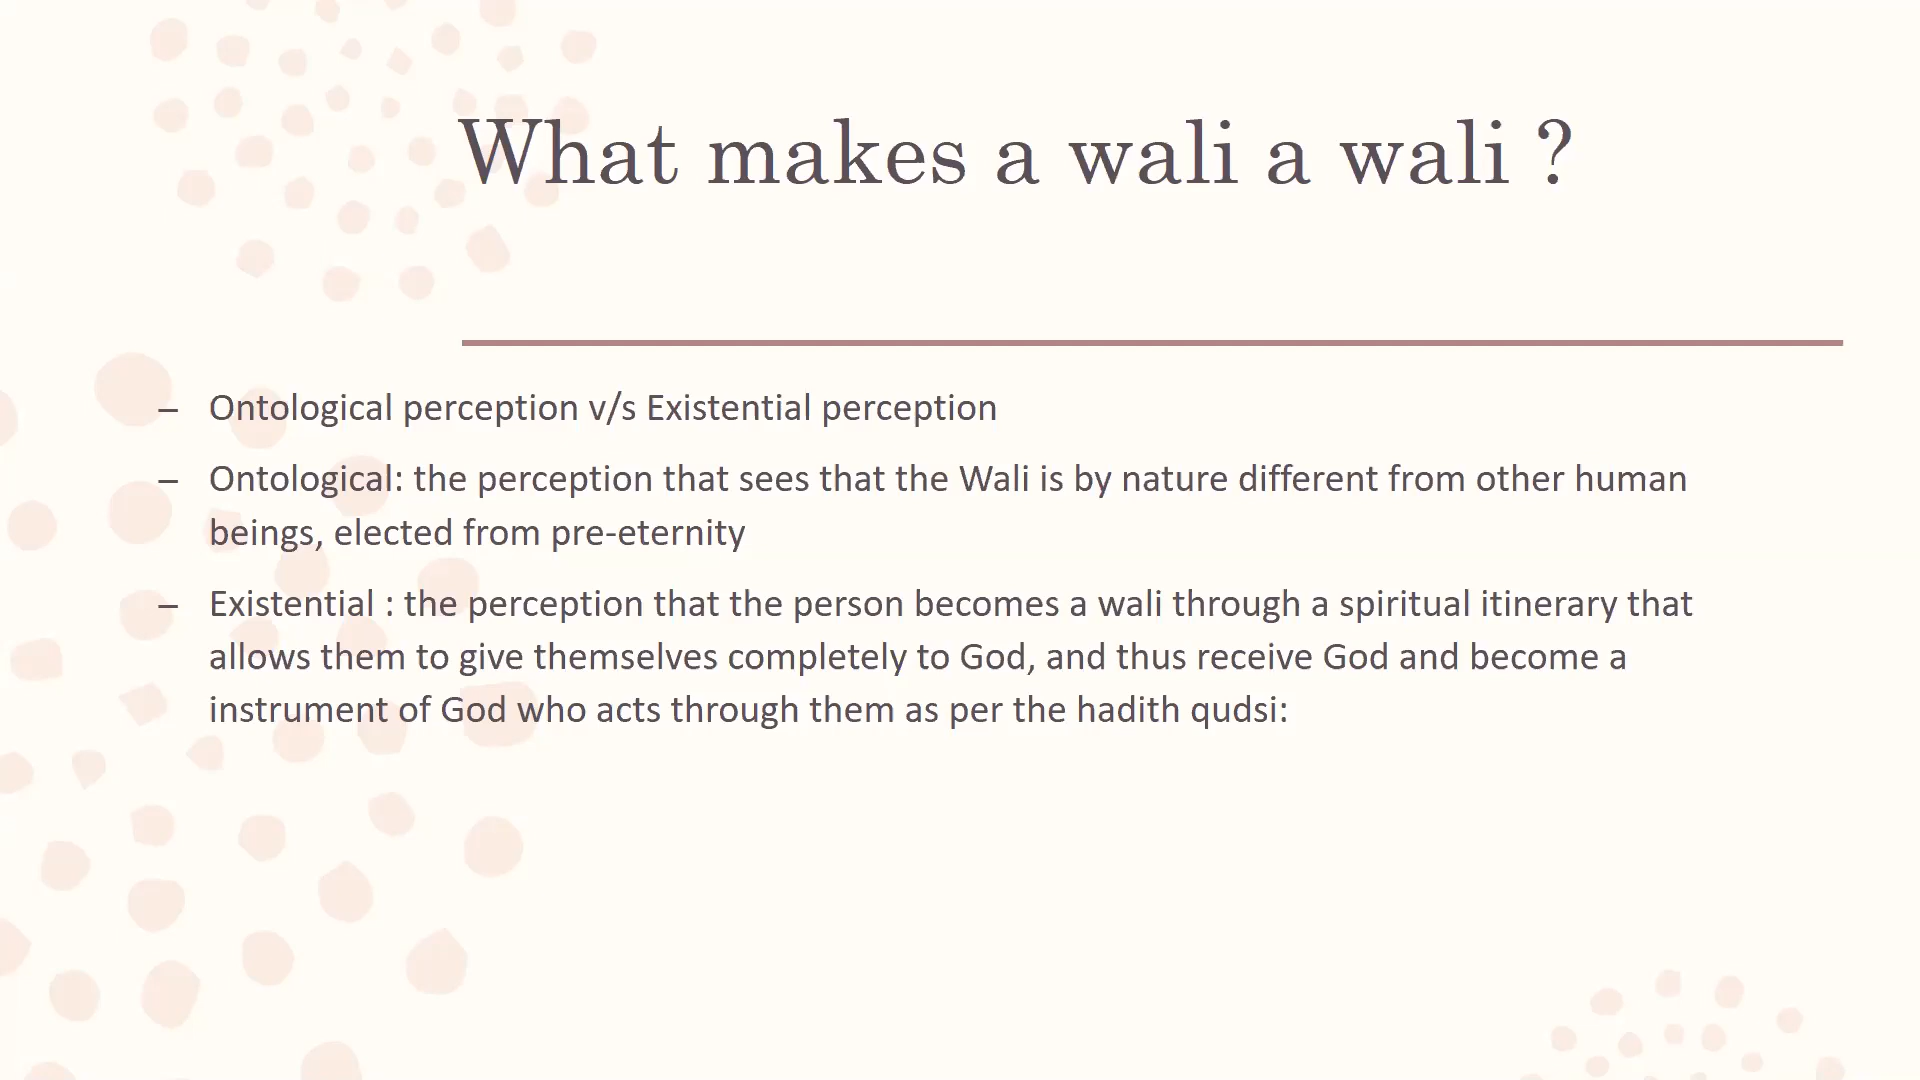 What makes a wali a wali ?
– Ontological perception v/s Existential perception
– Ontological: the perception that sees that the Wali is by nature different from other human
beings, elected from pre-eternity
– Existential : the perception that the person becomes a wali through a spiritual itinerary that
allows them to give themselves completely to God, and thus receive God and become a
instrument of God who acts through them as per the hadith qudsi: